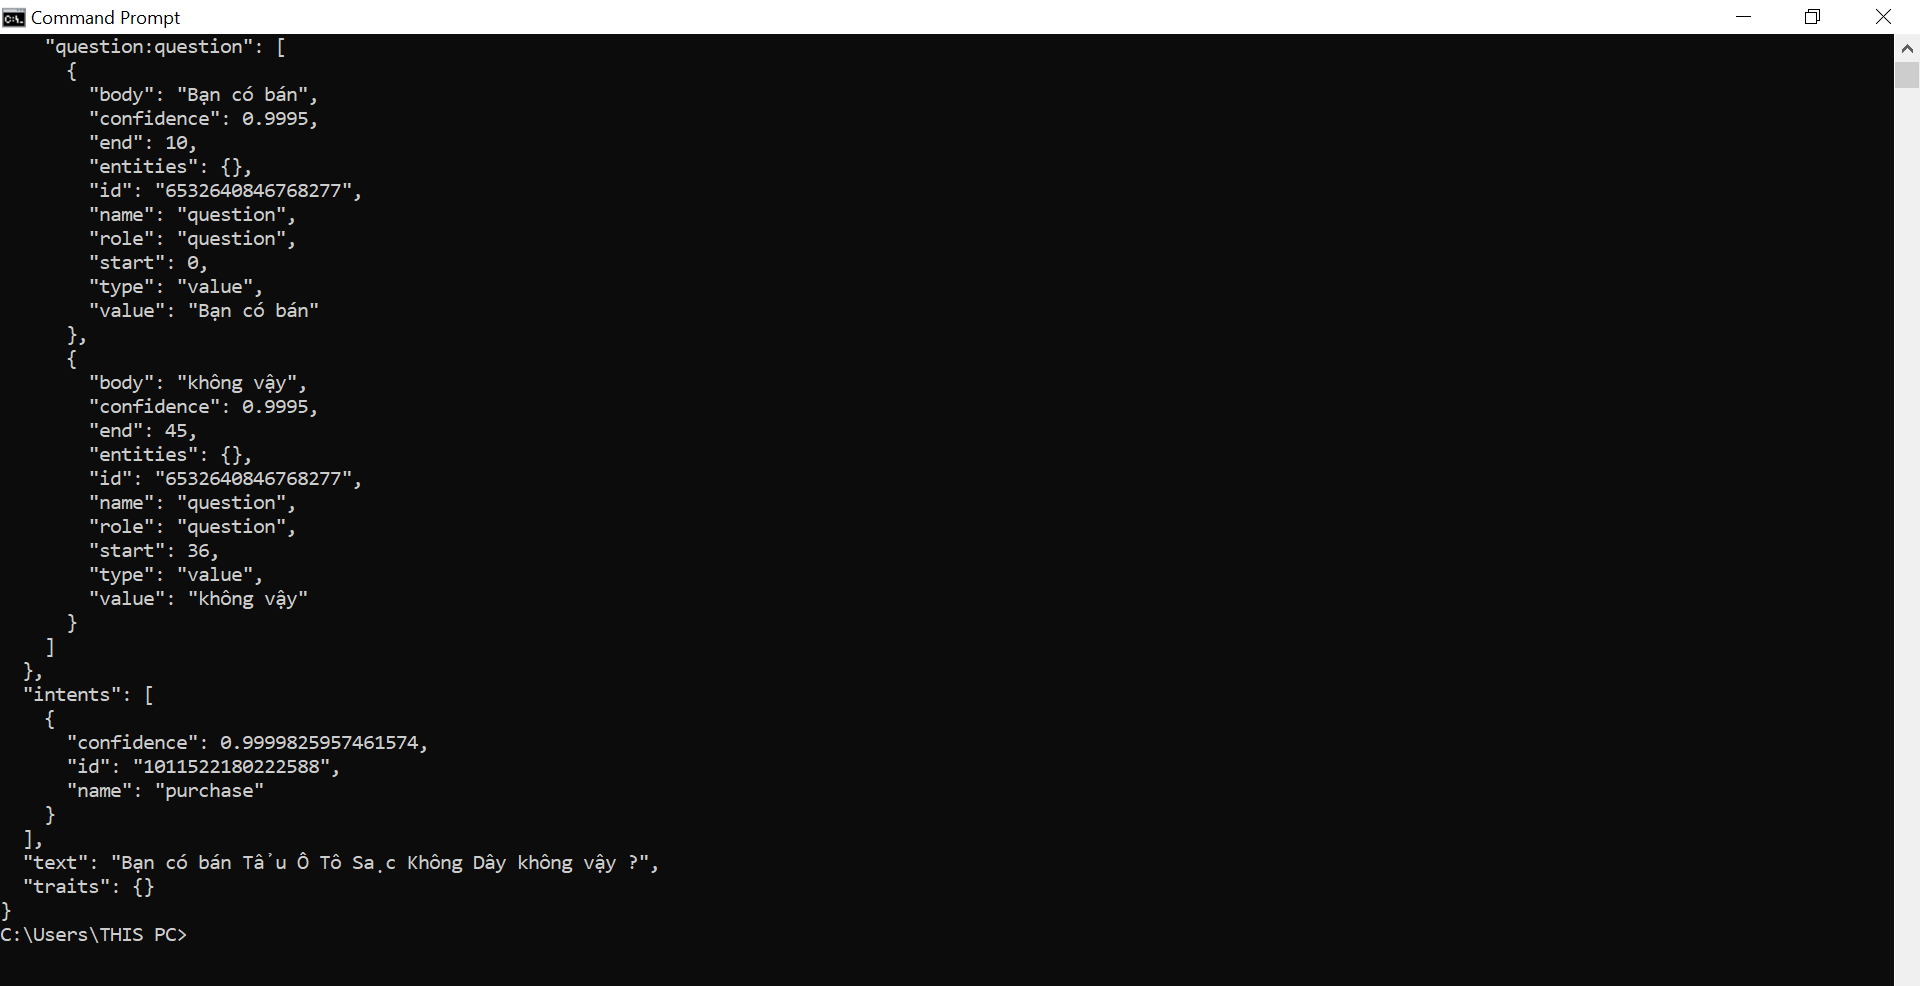 Command Prompt
"question:question": [
{
"body": "Bạn có bán",
"confidence": 0.9995,
"end": 10,
"entities": {},
"id": "6532640846768277",
"name": "question",
"role": "question",
"start": 0,
"type": "value",
"value": "Bạn có bán"
},
{
"body": "không vậy",
"confidence": 0.9995,
"end": 45,
"entities": {},
"id": "6532640846768277",
"name": "question",
"role": "question",
"start": 36,
"type": "value",
"value": "không vậy"
}
]
},
"intents": [
{
"confidence": 0.9999825957461574,
"id": "1011522180222588",
"name": "purchase"
}
],
"text": "Bạn có bán Tẩu Ô Tô Sạc Không Dây không vậy ?",
"traits": {}
}
C:\Users\THIS PC>